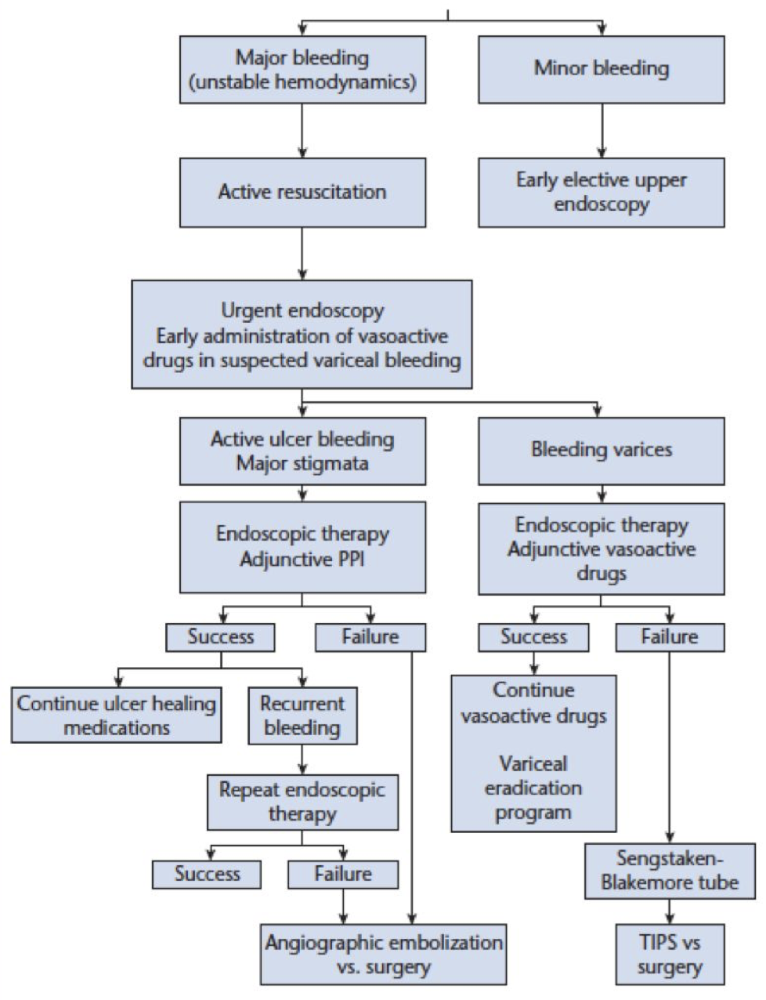 Major bleeding
(unstable hemodynamics)
Minor bleeding
Active resuscitation
Early elective upper
endoscopy
Urgent endoscopy
Early administration of vasoactive
drugs in suspected variceal bleeding
Active ulcer bleeding
Major stigmata
Bleeding varices
Endoscopic therapy
Adjunctive PPI
Endoscopic therapy
Adjunctive vasoactive
drugs
Success
Failure
Success
Failure
Continue ulcer healing
medications
Recurrent
bleeding
Continue
vasoactive drugs
Variceal
eradication
program
Repeat endoscopic
therapy
Success
Failure
Sengstaken-
Blakemore tube
Angiographic embolization
vs. surgery
TIPS vs
surgery